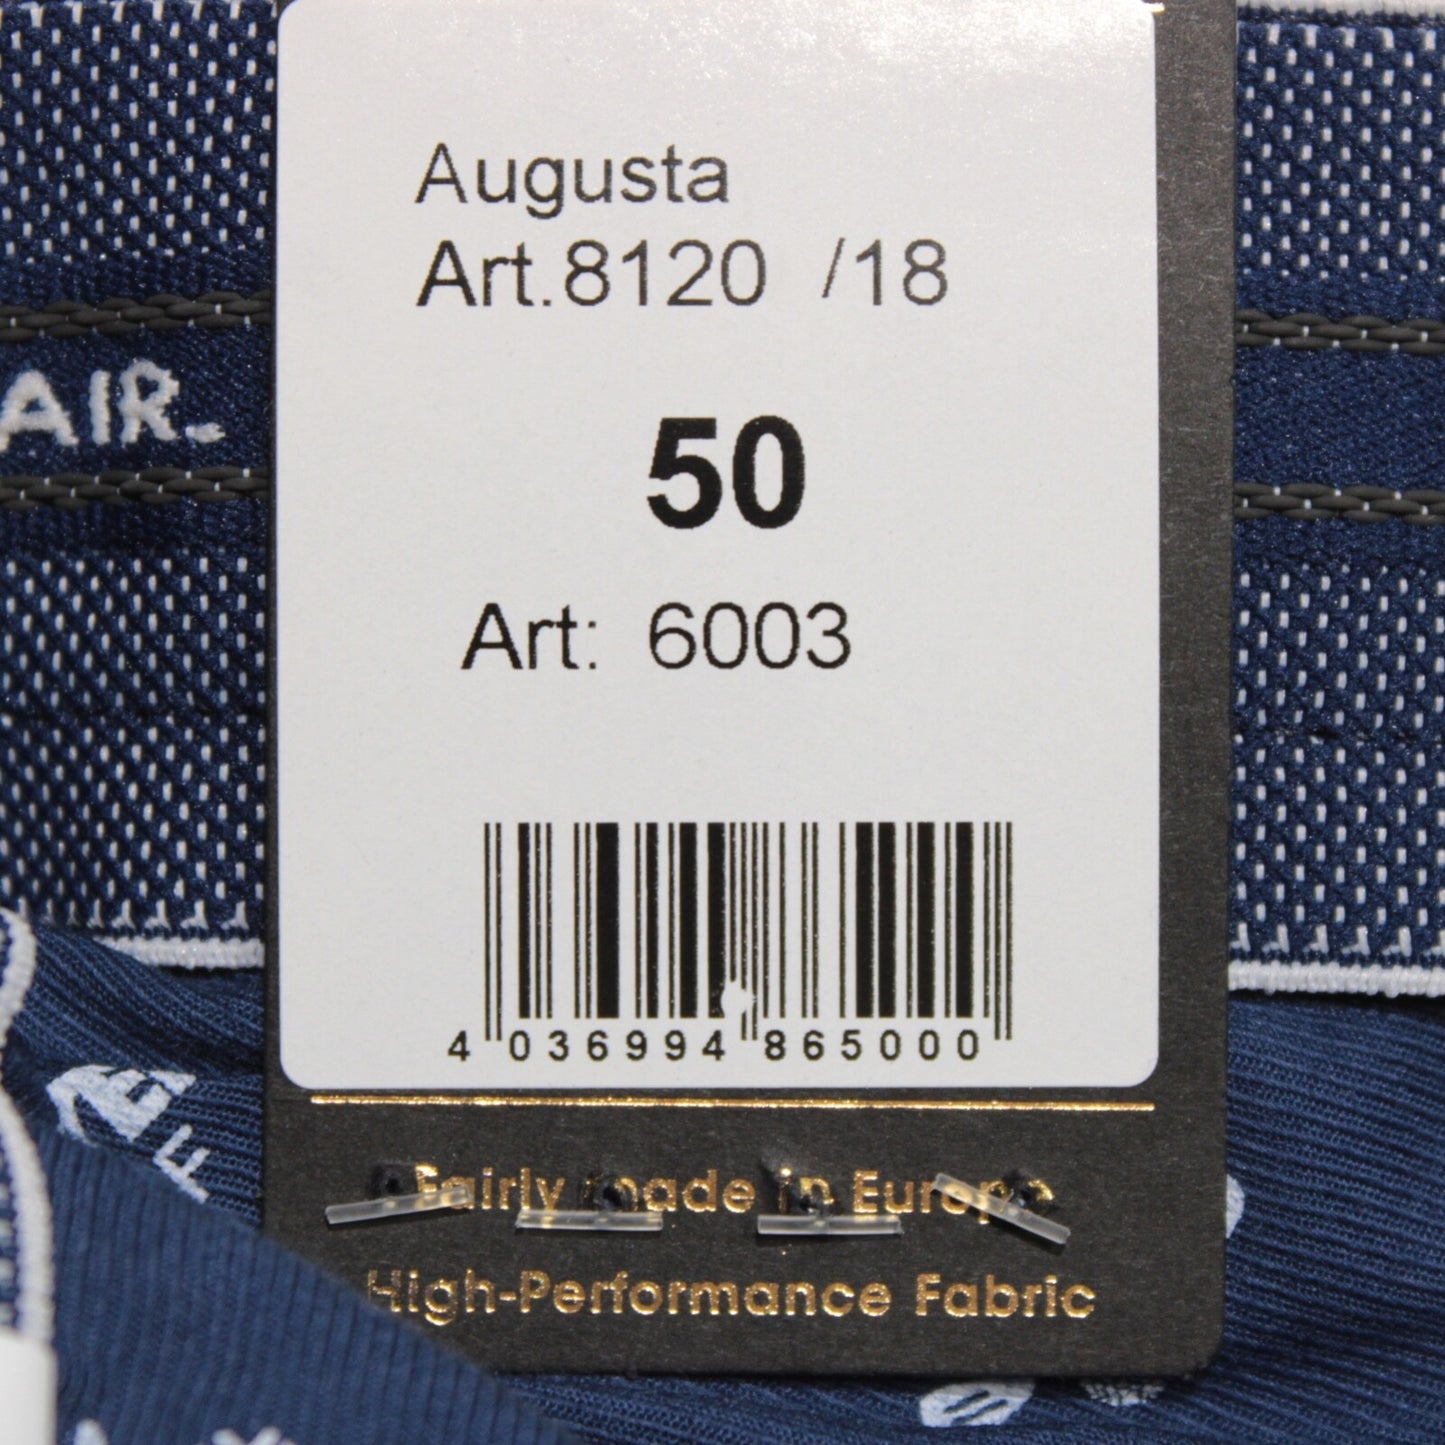 Augusta
Art.8120 /18
AIR
50
Art: 6003
4 036994 865000
Fairly made in Europe
High-Performance Fabric